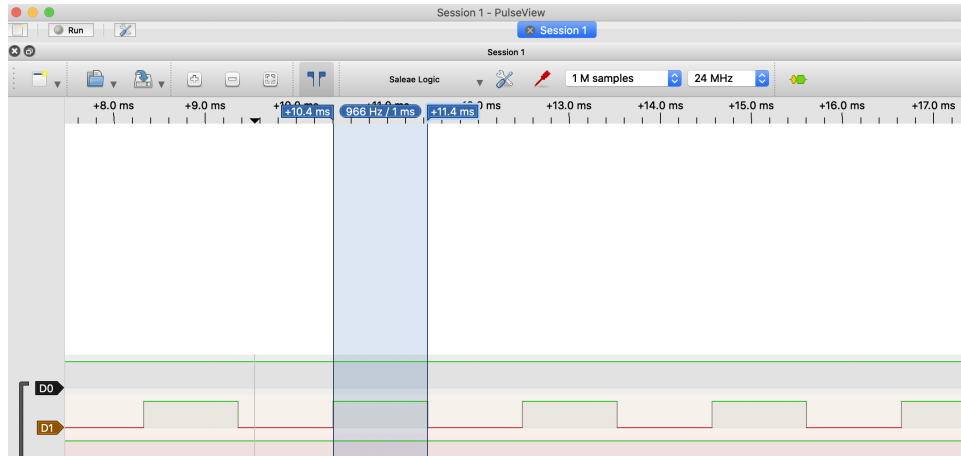 Session 1 - PulseView
Run
Session 1
Session 1
Saleae Logic
1 M samples
24 MHz
+8.0 ms +9.0 ms +13.0 ms +14.0 ms +15.0 ms +16.0 ms +17.0 ms
+10.4 ms 966 Hz / 1 ms +11.4 ms
D0
D1